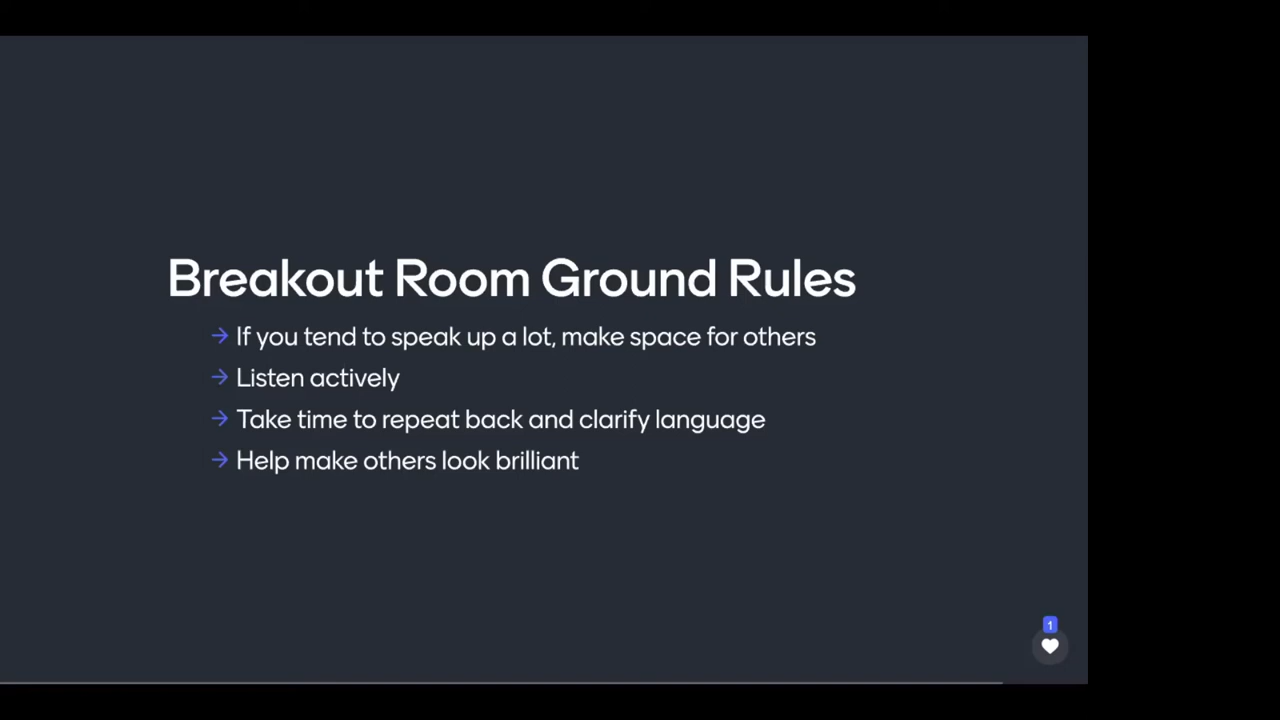 Breakout Room Ground Rules
→ If you tend to speak up a lot, make space for others
→ Listen actively
→ Take time to repeat back and clarify language
→ Help make others look brilliant
1